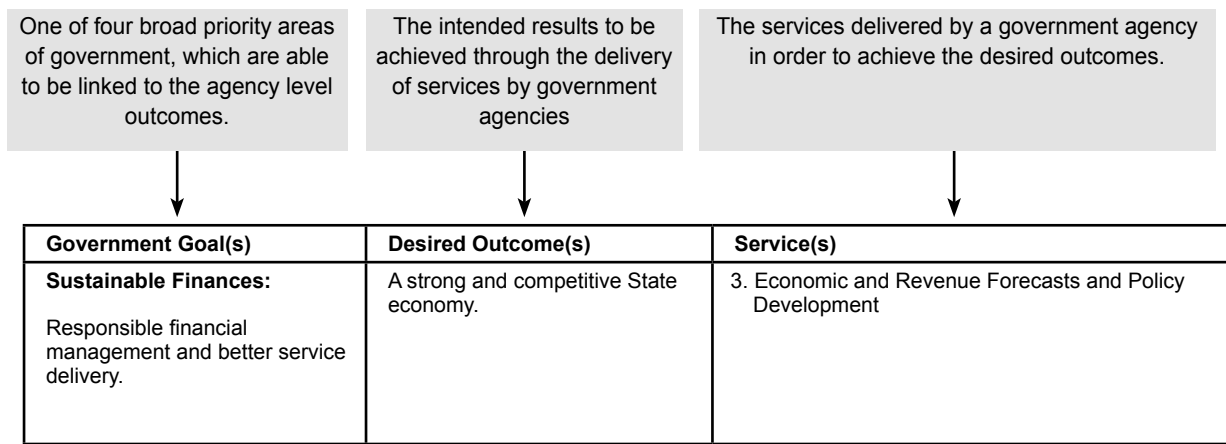 One of four broad priority areas
of government, which are able
to be linked to the agency level
outcomes.
The intended results to be
achieved through the delivery
of services by government
agencies
The services delivered by a government agency
in order to achieve the desired outcomes.
Government Goal(s)
Desired Outcome(s)
Service(s)
Sustainable Finances:
Responsible financial
management and better service
delivery.
A strong and competitive State
economy.
3. Economic and Revenue Forecasts and Policy
Development